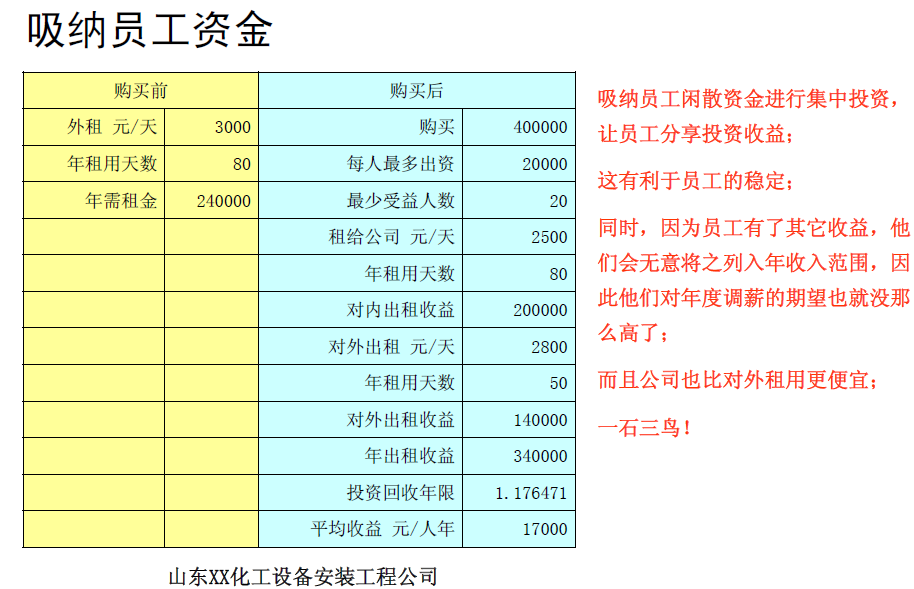 吸纳员工资金
购买前 购买后
外租 元/天 3000 购买 400000
年租用天数 80 每人最多出资 20000
年需租金 240000 最少受益人数 20
租给公司 元/天 2500
年租用天数 80
对内出租收益 200000
对外出租 元/天 2800
年租用天数 50
对外出租收益 140000
年出租收益 340000
投资回收年限 1.176471
平均收益 元/人年 17000
山东XX化工设备安装工程公司
吸纳员工闲散资金进行集中投资，
让员工分享投资收益；
这有利于员工的稳定；
同时，因为员工有了其它收益，他
们会无意将之列入年收入范围，因
此他们对年度调薪的期望也就没那
么高了；
而且公司也比对外租用更便宜；
一石三鸟！